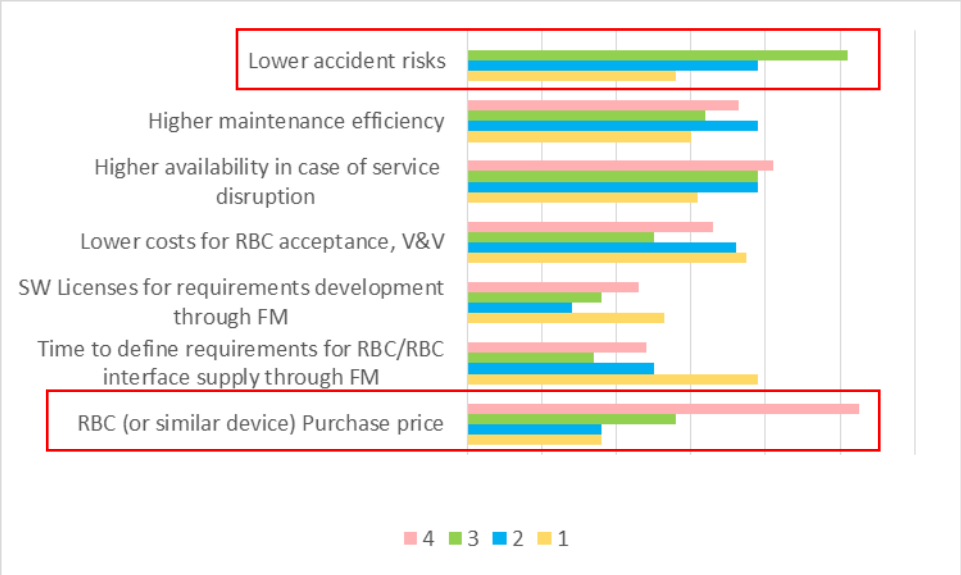 Lower accident risks
Higher maintenance efficiency
Higher availability in case of service
disruption
Lower costs for RBC acceptance, V&V
SW Licenses for requirements development
through FM
Time to define requirements for RBC/RBC
interface supply through FM
RBC (or similar device) Purchase price
4 3 2 1